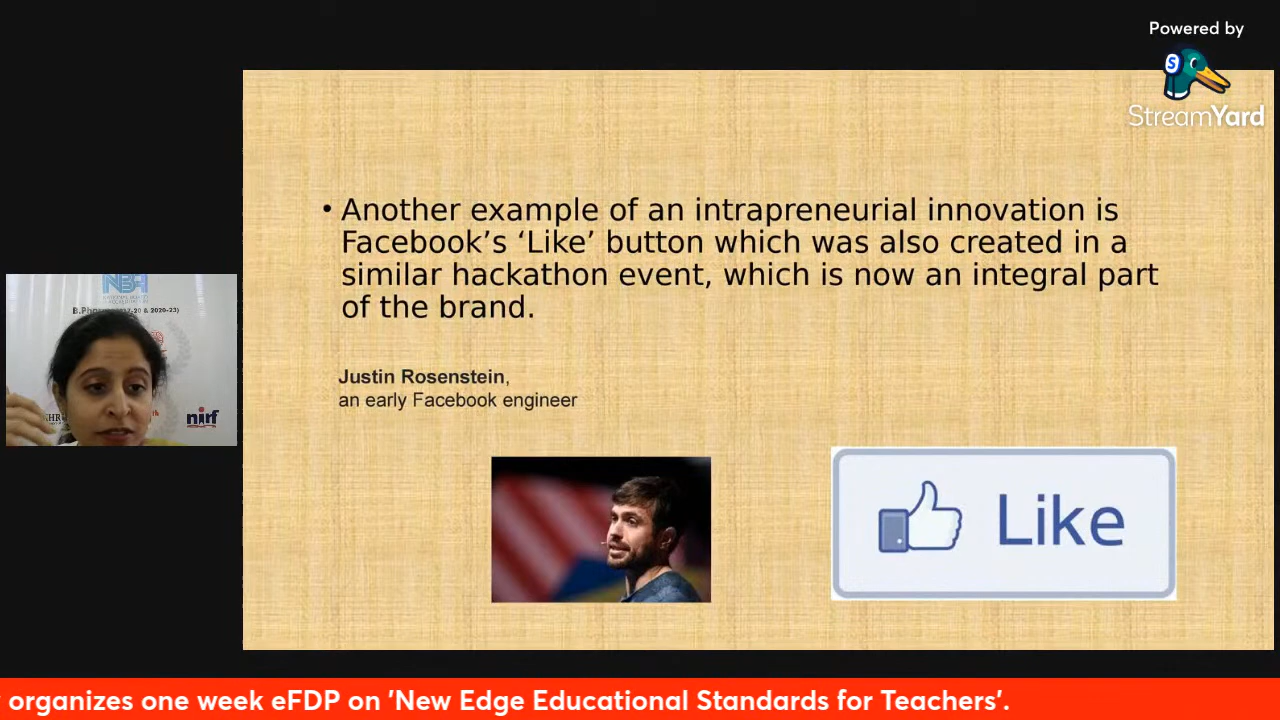 Powered by
StreamYard
• Another example of an intrapreneurial innovation is
Facebook’s ‘Like’ button which was also created in a
similar hackathon event, which is now an integral part
of the brand.
Justin Rosenstein,
an early Facebook engineer
Like
nirf
organizes one week eFDP on 'New Edge Educational Standards for Teachers'.